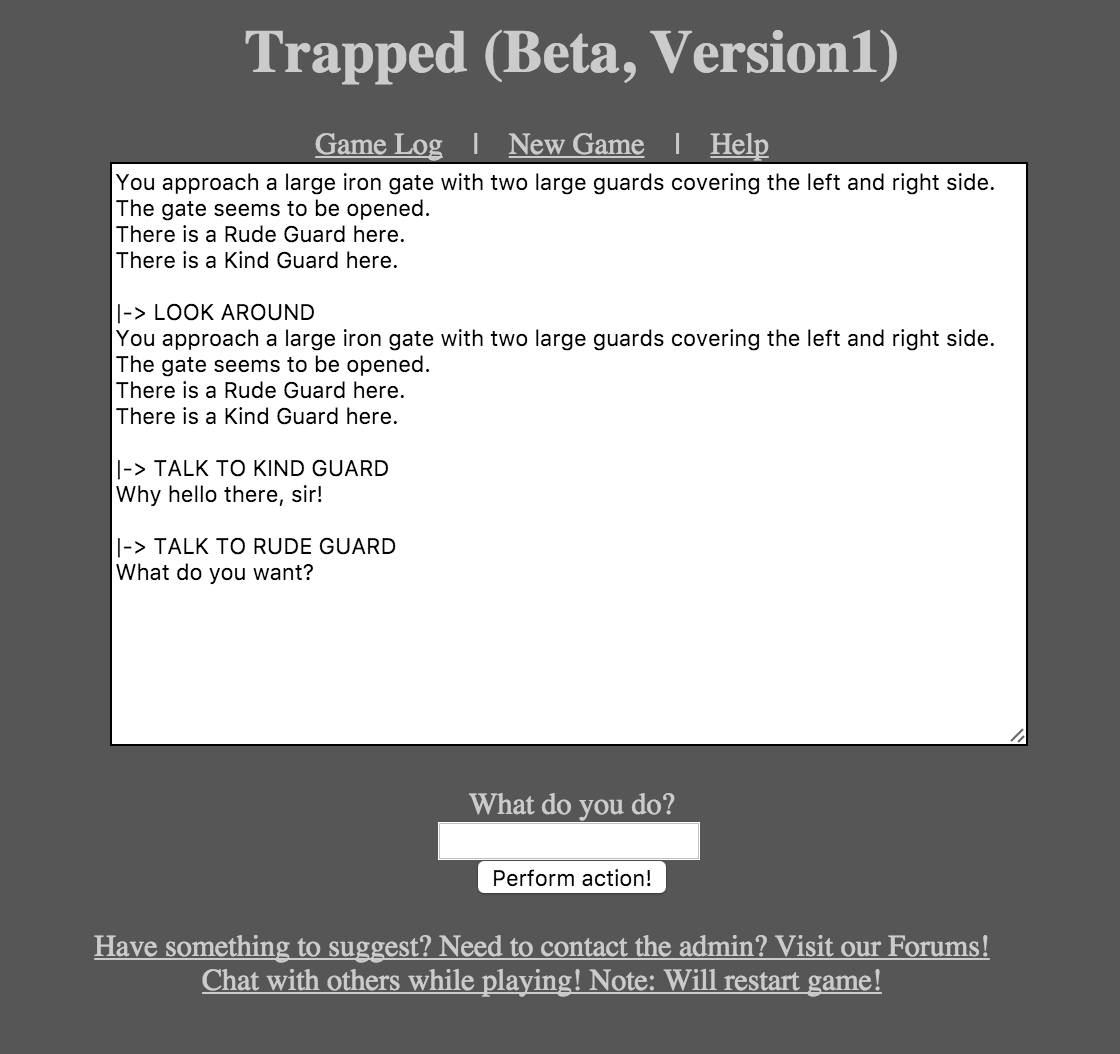 Trapped (Beta, Version1)
Game Log | New Game | Help
You approach a large iron gate with two large guards covering the left and right side.
The gate seems to be opened.
There is a Rude Guard here.
There is a Kind Guard here.
|-> LOOK AROUND
You approach a large iron gate with two large guards covering the left and right side.
The gate seems to be opened.
There is a Rude Guard here.
There is a Kind Guard here.
|-> TALK TO KIND GUARD
Why hello there, sir!
|-> TALK TO RUDE GUARD
What do you want?
What do you do?
Perform action!
Have something to suggest? Need to contact the admin? Visit our Forums!
Chat with others while playing! Note: Will restart game!